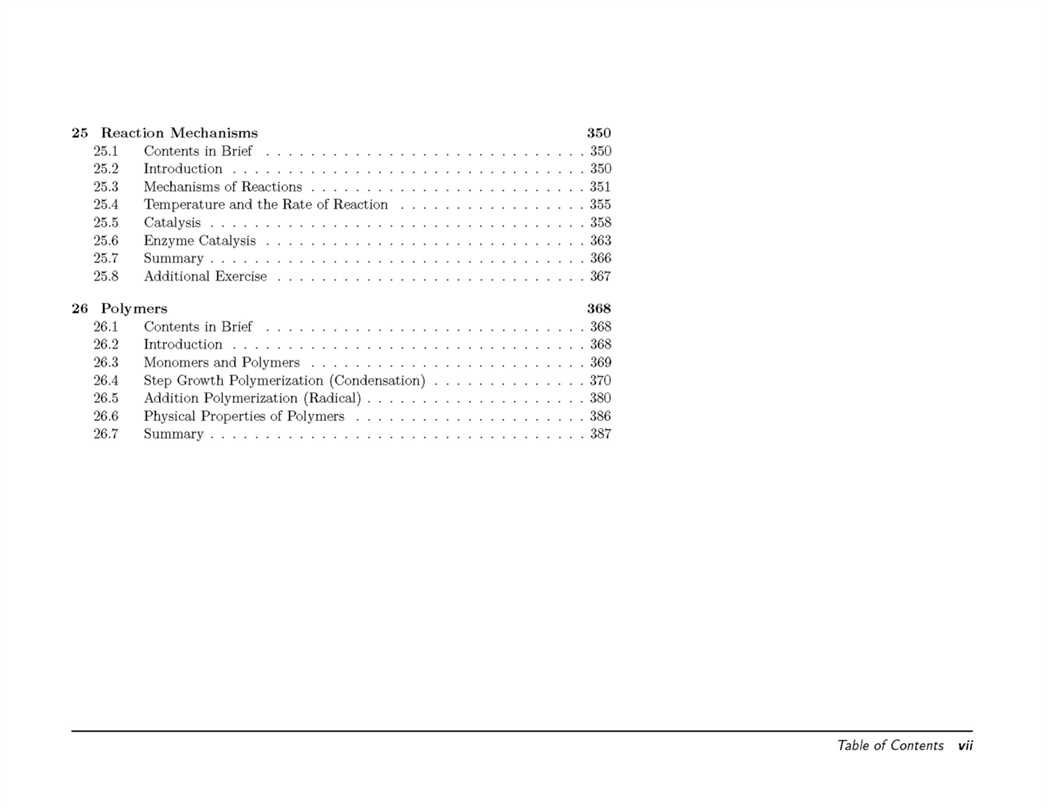 25 Reaction Mechanisms 350
25.1 Contents in Brief . . . . . . . . . . . . . . . . . . . . . . . . . . . . . 350
25.2 Introduction . . . . . . . . . . . . . . . . . . . . . . . . . . . . . . . . 350
25.3 Mechanisms of Reactions . . . . . . . . . . . . . . . . . . . . . . . . . 351
25.4 Temperature and the Rate of Reaction . . . . . . . . . . . . . . . . . 355
25.5 Catalysis . . . . . . . . . . . . . . . . . . . . . . . . . . . . . . . . . . 358
25.6 Enzyme Catalysis . . . . . . . . . . . . . . . . . . . . . . . . . . . . . 363
25.7 Summary . . . . . . . . . . . . . . . . . . . . . . . . . . . . . . . . . . 366
25.8 Additional Exercise . . . . . . . . . . . . . . . . . . . . . . . . . . . . 367
26 Polymers 368
26.1 Contents in Brief . . . . . . . . . . . . . . . . . . . . . . . . . . . . . 368
26.2 Introduction . . . . . . . . . . . . . . . . . . . . . . . . . . . . . . . . 368
26.3 Monomers and Polymers . . . . . . . . . . . . . . . . . . . . . . . . . 369
26.4 Step Growth Polymerization (Condensation) . . . . . . . . . . . . . . 370
26.5 Addition Polymerization (Radical) . . . . . . . . . . . . . . . . . . . . 380
26.6 Physical Properties of Polymers . . . . . . . . . . . . . . . . . . . . . 386
26.7 Summary . . . . . . . . . . . . . . . . . . . . . . . . . . . . . . . . . . 387
Table of Contents vii